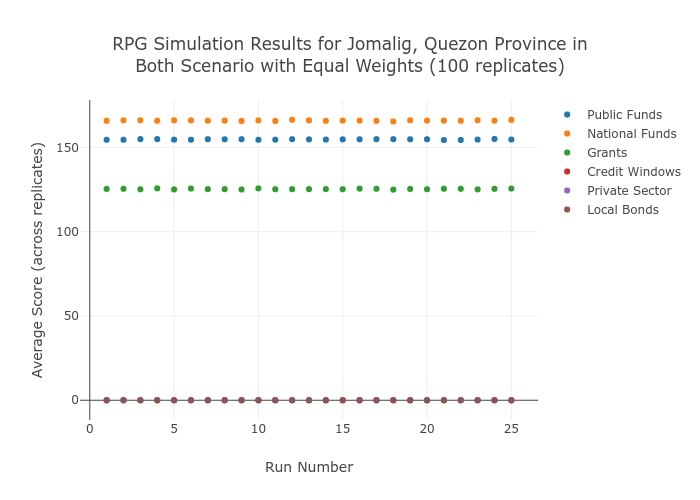 RPG Simulation Results for Jomalig, Quezon Province in
Both Scenario with Equal Weights (100 replicates)
Public Funds
National Funds
Grants
Credit Windows
Private Sector
Local Bonds
Average Score (across replicates)
150
100
50
0
0
5
10
15
20
25
Run Number